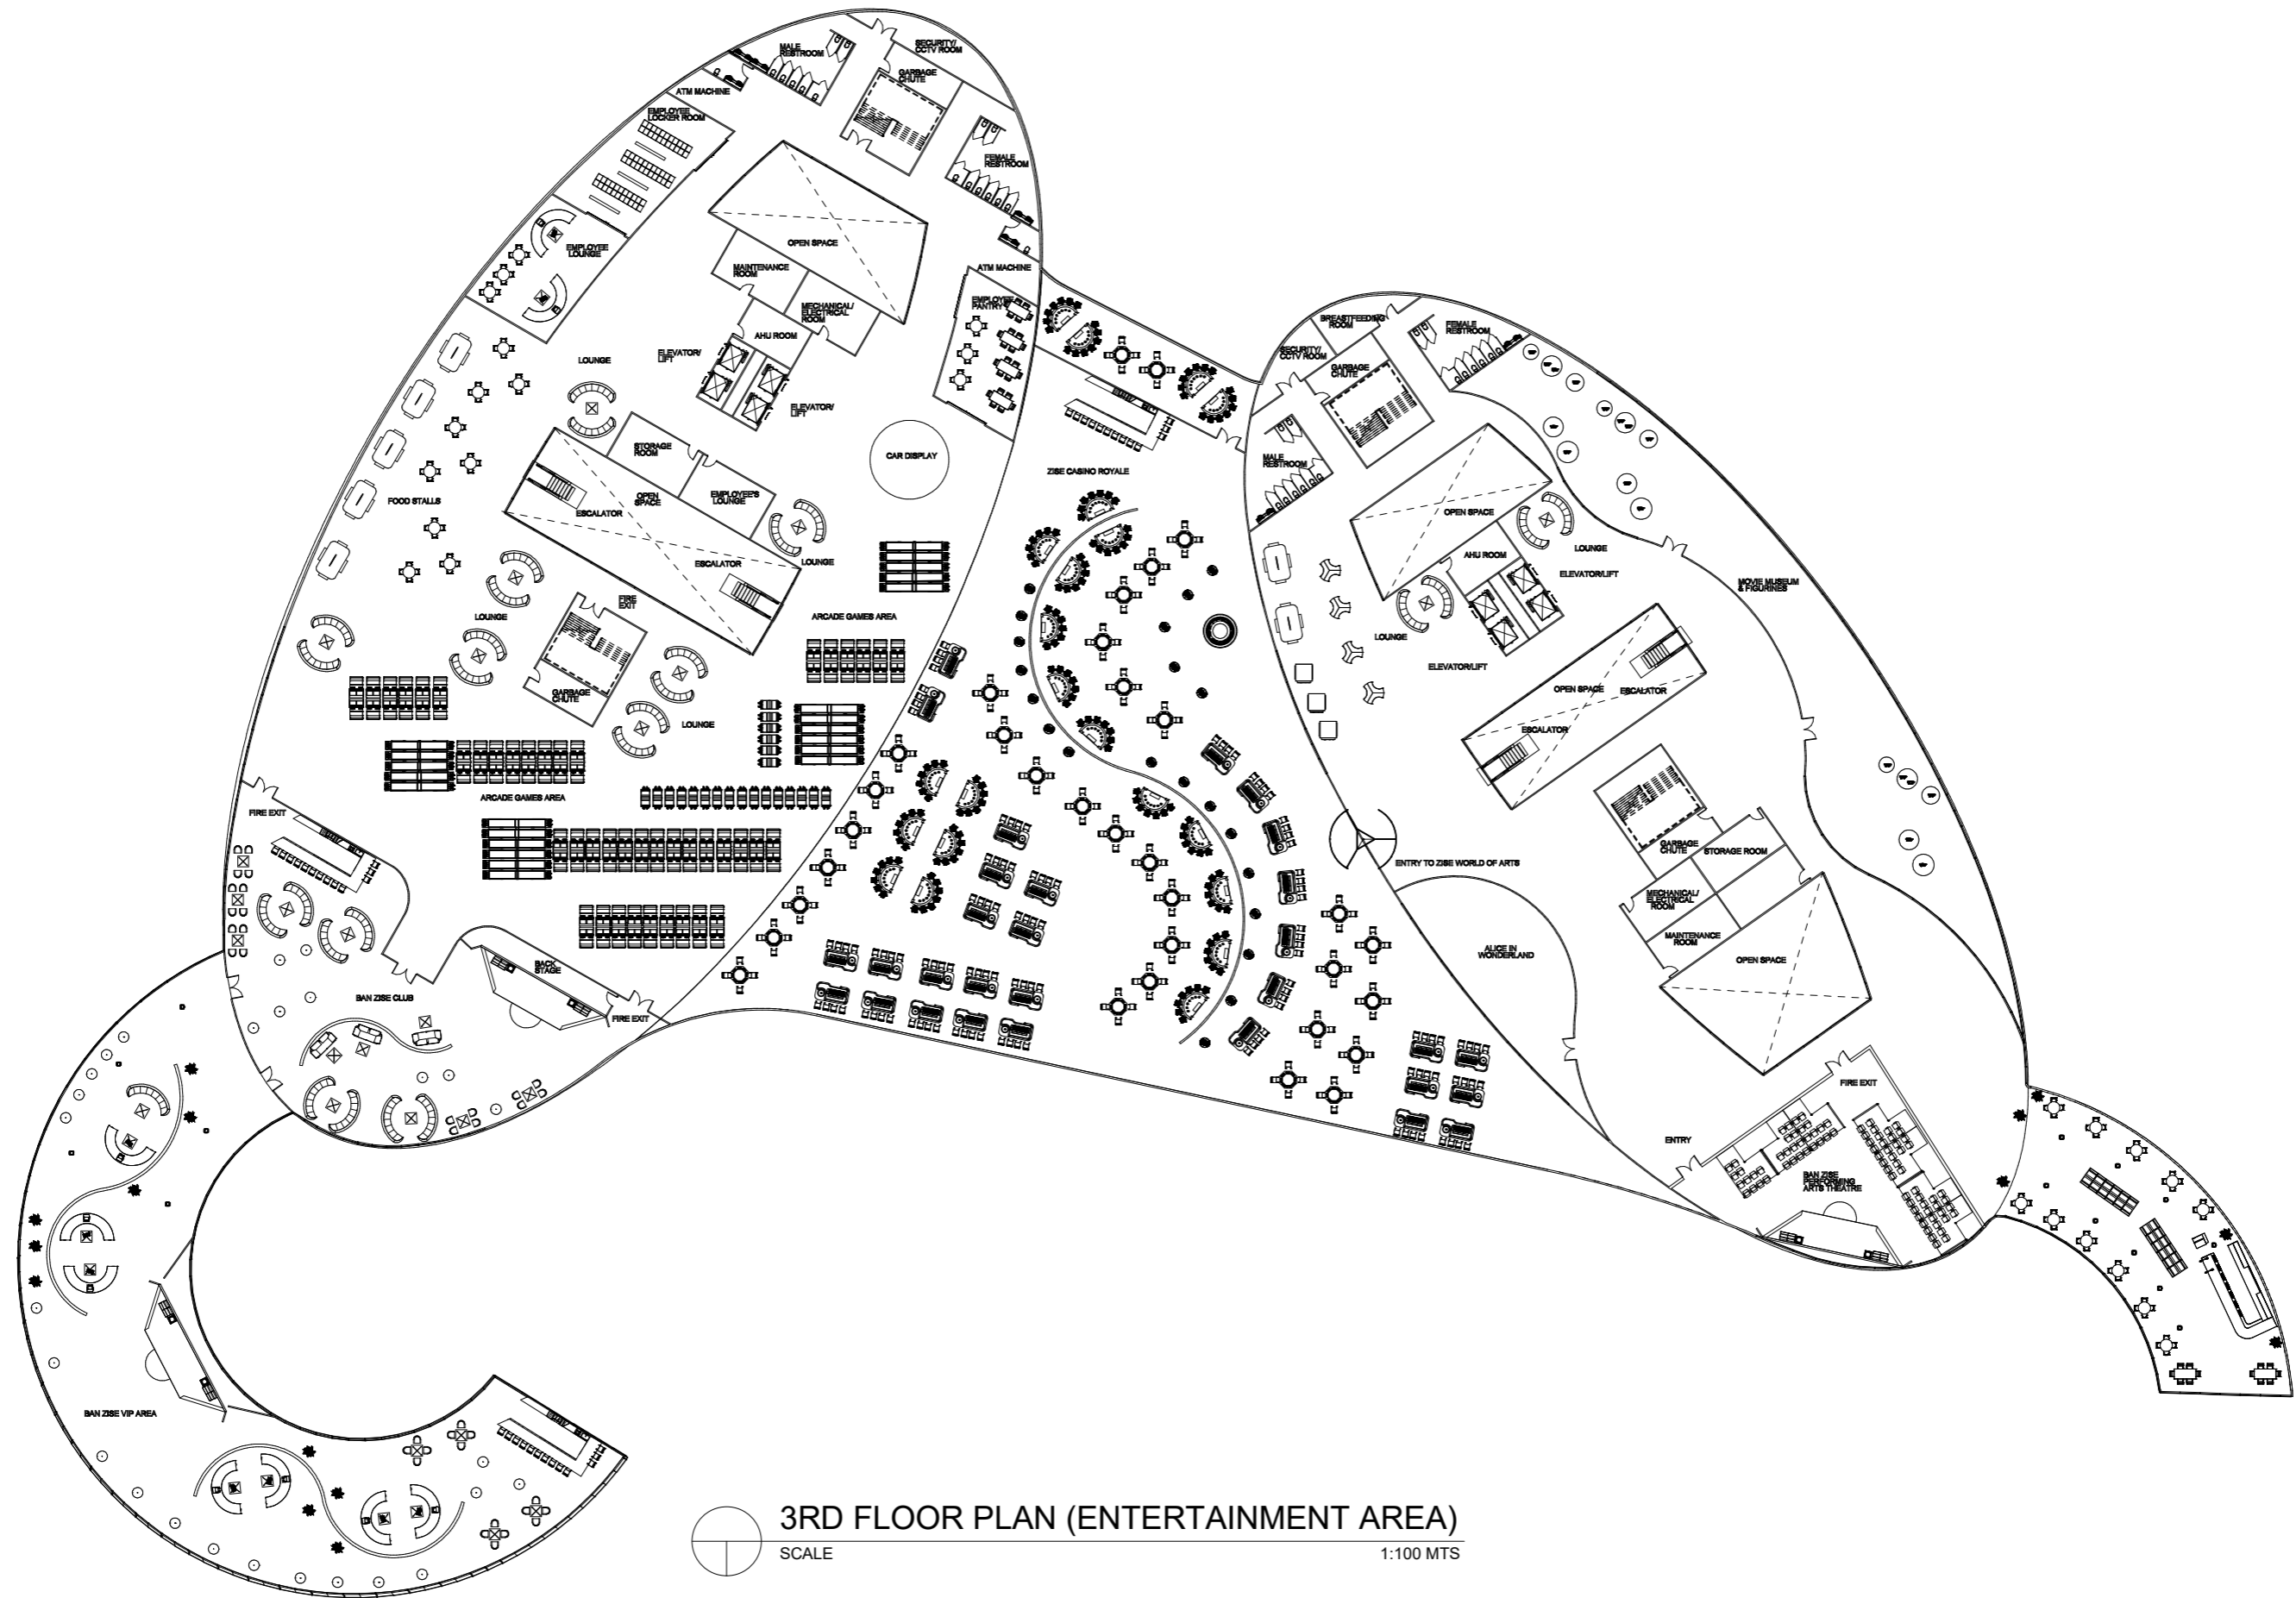 MALE
RESTROOM
SECURITY/
CCTV ROOM
GARBAGE
CHUTE
ATM MACHINE
EMPLOYEE
LOCKER ROOM
FEMALE
RESTROOM
OPEN SPACE
EMPLOYEE
LOUNGE
MAINTENANCE
ROOM
ATM MACHINE
MECHANICAL/
ELECTRICAL
ROOM
EMPLOYEE
PANTRY
AHU ROOM
LOUNGE
ELEVATOR/
LIFT
ELEVATOR/
LIFT
STORAGE
ROOM
CAR DISPLAY
FOOD STALLS
OPEN
SPACE
EMPLOYEE'S
LOUNGE
ESCALATOR
ESCALATOR
LOUNGE
FIRE
EXIT
LOUNGE
ARCADE GAMES AREA
GARBAGE
CHUTE
LOUNGE
ARCADE GAMES AREA
FIRE EXIT
BACK
STAGE
BAN ZISE CLUB
FIRE EXIT
BAN ZISE VIP AREA
ZISE CASINO ROYALE
BREASTFEEDING
ROOM
FEMALE
RESTROOM
SECURITY/
CCTV ROOM
GARBAGE
CHUTE
MALE
RESTROOM
OPEN SPACE
LOUNGE
AHU ROOM
ELEVATOR/LIFT
MOVIE MUSEUM
& FIGURINES
LOUNGE
ELEVATOR/LIFT
OPEN SPACE
ESCALATOR
ESCALATOR
GARBAGE
CHUTE
STORAGE ROOM
ENTRY TO ZISE WORLD OF ARTS
MECHANICAL/
ELECTRICAL
ROOM
MAINTENANCE
ROOM
ALICE IN
WONDERLAND
OPEN SPACE
FIRE EXIT
ENTRY
BAN ZISE
PERFORMING
ARTS THEATRE
3RD FLOOR PLAN (ENTERTAINMENT AREA)
SCALE
1:100 MTS